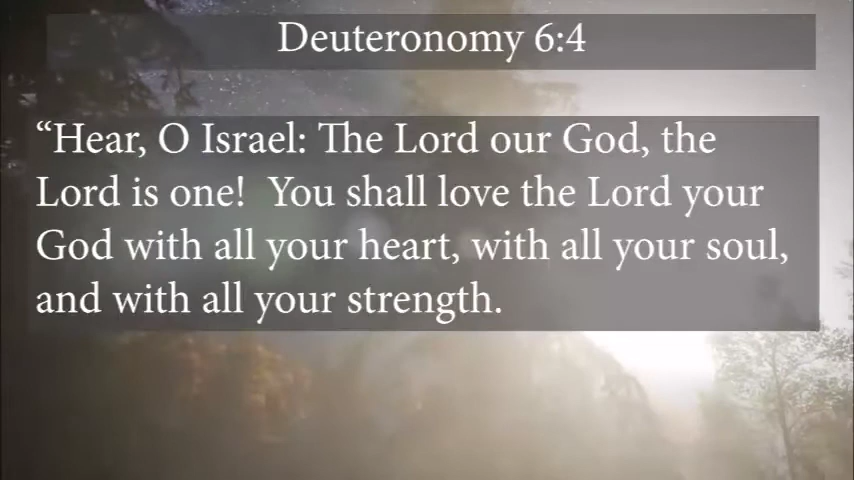 Deuteronomy 6:4
“Hear, O Israel: The Lord our God, the
Lord is one!  You shall love the Lord your
God with all your heart, with all your soul,
and with all your strength.